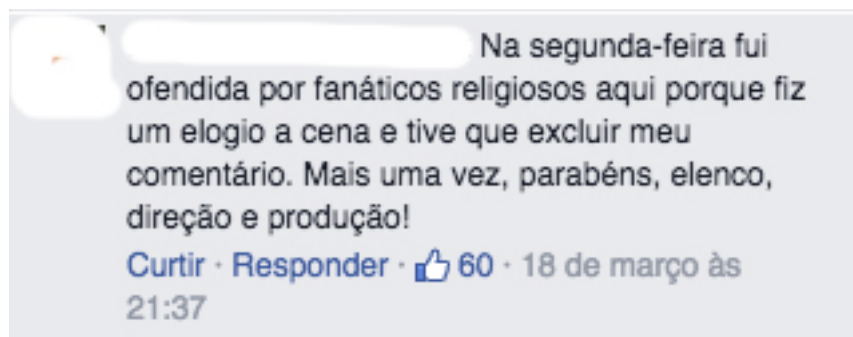 Na segunda-feira fui
ofendida por fanáticos religiosos aqui porque fiz
um elogio a cena e tive que excluir meu
comentário. Mais uma vez, parabéns, elenco,
direção e produção!
Curtir · Responder · 60 · 18 de março às
21:37